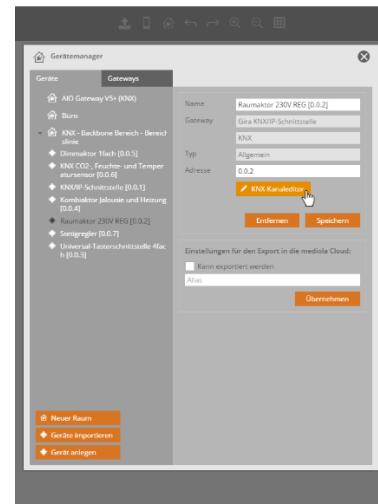 Gerätemanager
Geräte
Gateways
AIO Gateway V5+ (KNX)
Büro
KNX - Backbone Bereich - Bereich
slinie
Dimmaktor 1fach [0.0.5]
KNX CO2-, Feuchte- und Temper
atursensor [0.0.6]
KNX/IP-Schnittstelle [0.0.1]
Kombiaktor Jalousie und Heizung
[0.0.4]
Raumaktor 230V REG [0.0.2]
Stetigregler [0.0.7]
Universal-Tasterschnittstelle 4fac
h [0.0.3]
Name
Raumaktor 230V REG [0.0.2]
Gateway
Gira KNX/IP-Schnittstelle
KNX
Typ
Allgemein
Adresse
0.0.2
KNX-Kanaleditor
Entfernen
Speichern
Einstellungen für den Export in die mediola Cloud:
Kann exportiert werden
Alias
Übernehmen
Neuer Raum
Geräte importieren
Gerät anlegen